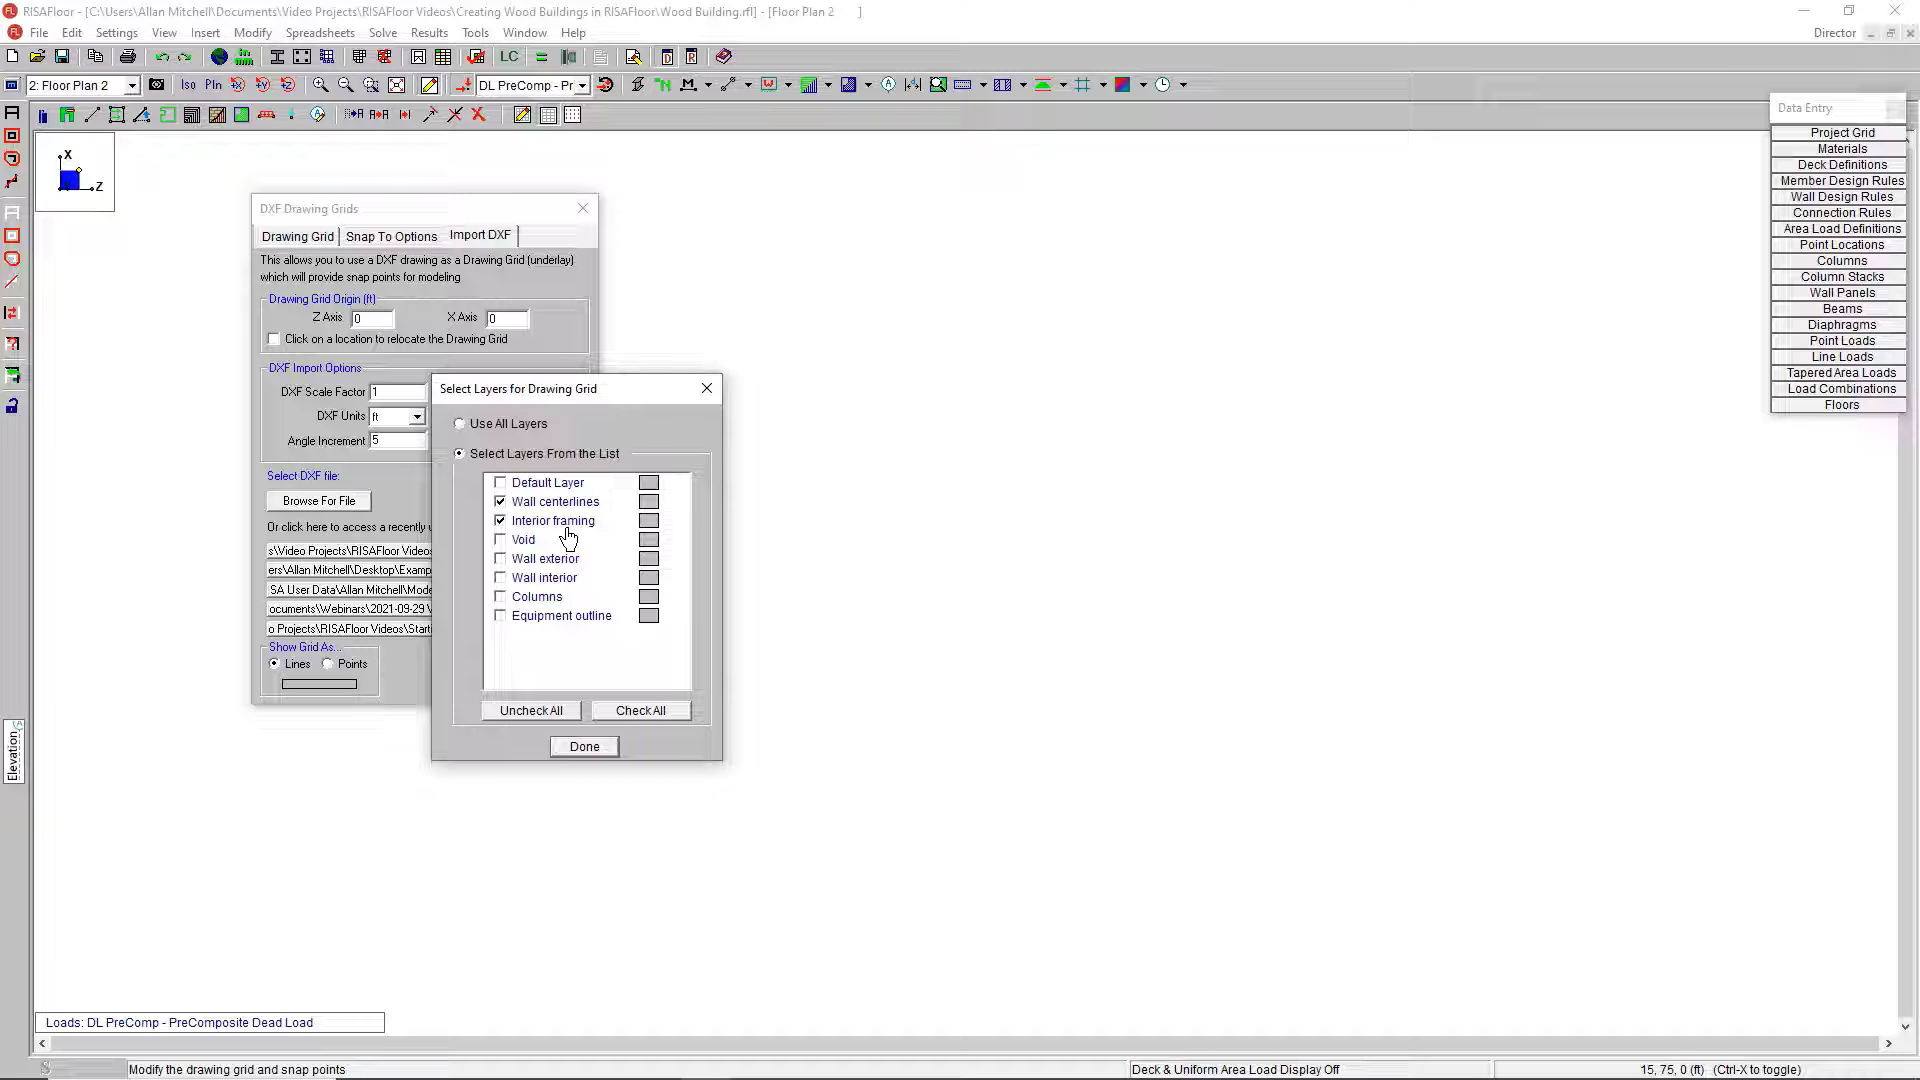 RISAFloor - [C:\Users\Allan Mitchell\Documents\Video Projects\RISAFloor Videos\Creating Wood Buildings in RISAFloor\Wood Building.rfl] - [Floor Plan 2 ]
File Edit Settings View Insert Modify Spreadsheets Solve Results Tools Window Help Director
LC
2: Floor Plan 2
Iso Pln
DL PreComp - Pr
Data Entry
Project Grid
Materials
Deck Definitions
Member Design Rules
Wall Design Rules
Connection Rules
Area Load Definitions
Point Locations
Columns
Column Stacks
Wall Panels
Beams
Diaphragms
Point Loads
Line Loads
Tapered Area Loads
Load Combinations
Floors
X
Z
Elevation
DXF Drawing Grids
Drawing Grid Snap To Options Import DXF
This allows you to use a DXF drawing as a Drawing Grid (underlay)
which will provide snap points for modeling
Drawing Grid Origin (ft)
Z Axis 0 X Axis 0
Click on a location to relocate the Drawing Grid
DXF Import Options
DXF Scale Factor 1
DXF Units ft
Angle Increment 5
Select DXF file:
Browse For File
Or click here to access a recently u
s\Video Projects\RISAFloor Videos
ers\Allan Mitchell\Desktop\Examp
SA User Data\Allan Mitchell\Mode
ocuments\Webinars\2021-09-29 \
o Projects\RISAFloor Videos\Starti
Show Grid As...
Lines Points
Select Layers for Drawing Grid
Use All Layers
Select Layers From the List
Default Layer
Wall centerlines
Interior framing
Void
Wall exterior
Wall interior
Columns
Equipment outline
Uncheck All Check All
Done
Loads: DL PreComp - PreComposite Dead Load
Modify the drawing grid and snap points
Deck & Uniform Area Load Display Off
15, 75, 0 (ft) (Ctrl-X to toggle)